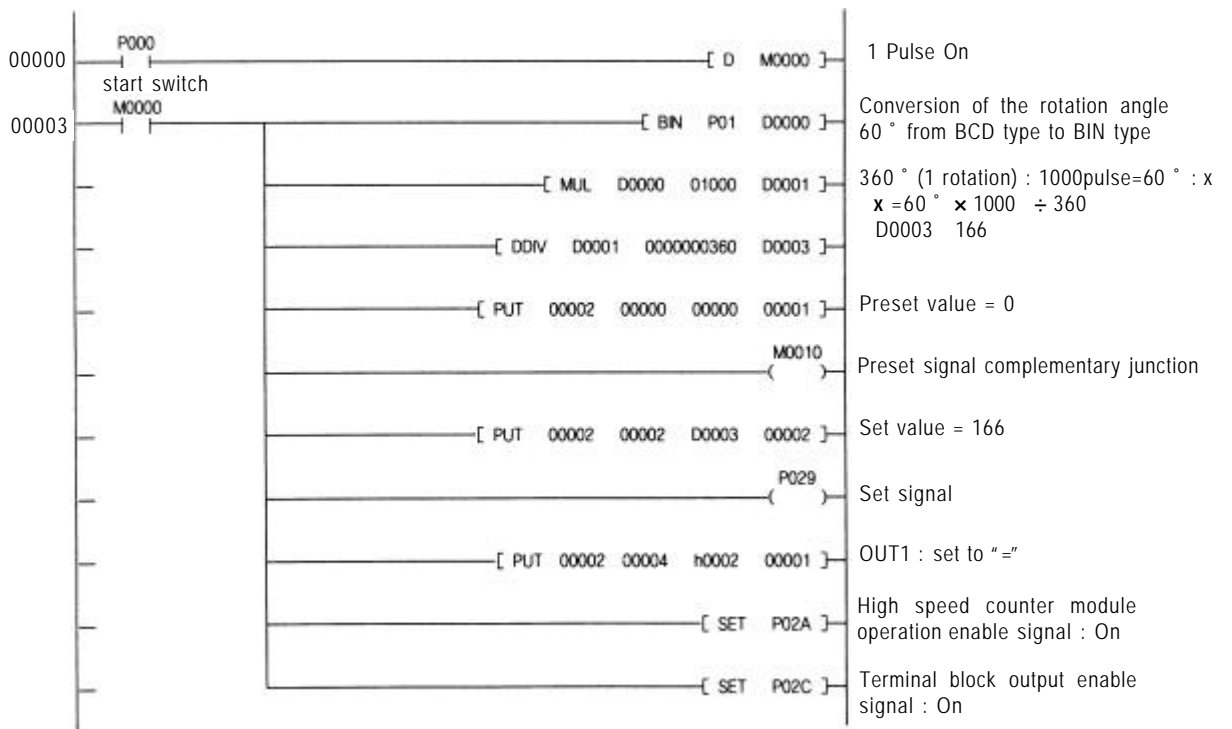 P000
00000 [ D M0000 ] 1 Pulse On
start switch
M0000
00003 [ BIN P01 D0000 ] Conversion of the rotation angle
60 ° from BCD type to BIN type
[ MUL D0000 01000 D0001 ] 360 ° (1 rotation) : 1000pulse=60 ° : x
x =60 ° × 1000 ÷ 360
D0003 166
[ DDIV D0001 0000000360 D0003 ]
[ PUT 00002 00000 00000 00001 ] Preset value = 0
M0010
( ) Preset signal complementary junction
[ PUT 00002 00002 D0003 00002 ] Set value = 166
P029
( ) Set signal
[ PUT 00002 00004 h0002 00001 ] OUT1 : set to "="
High speed counter module
[ SET P02A ] operation enable signal : On
[ SET P02C ] Terminal block output enable
signal : On